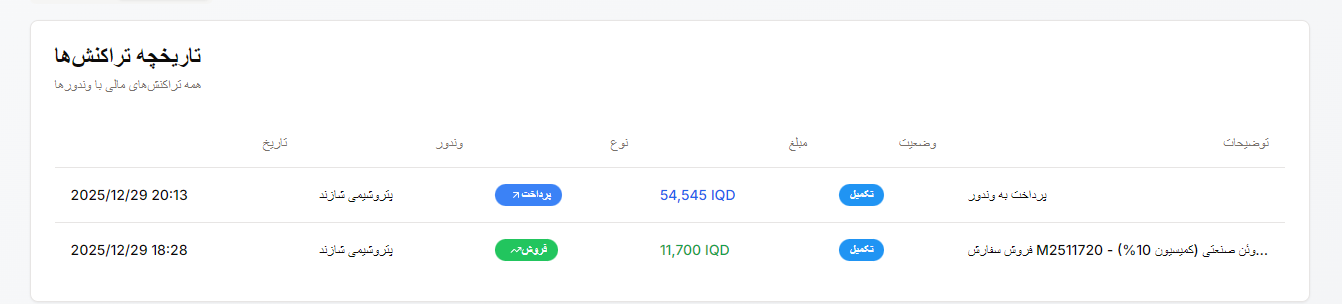 تاریخچه تراکنش‌ها
همه تراکنش‌های مالی با وندورها
تاریخ وندور نوع مبلغ وضعیت توضیحات
2025/12/29 20:13 پتروشیمی شازند پرداخت 54,545 IQD تکمیل پرداخت به وندور
2025/12/29 18:28 پتروشیمی شازند فروش 11,700 IQD تکمیل فروش سفارش M2511720 - (کمیسیون 10%) وئن صنعتی...